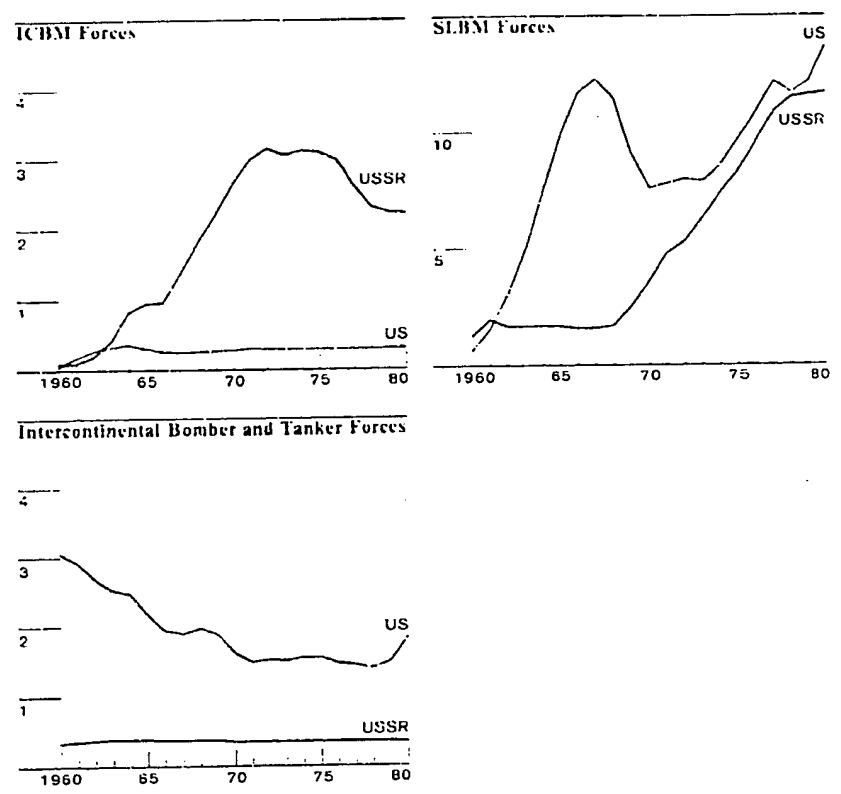 ICBM Forces
4
3
USSR
2
1
US
1960 65 70 75 80
SLBM Forces
US
USSR
10
5
1960 65 70 75 80
Intercontinental Bomber and Tanker Forces
4
3
US
2
1
USSR
1960 65 70 75 80